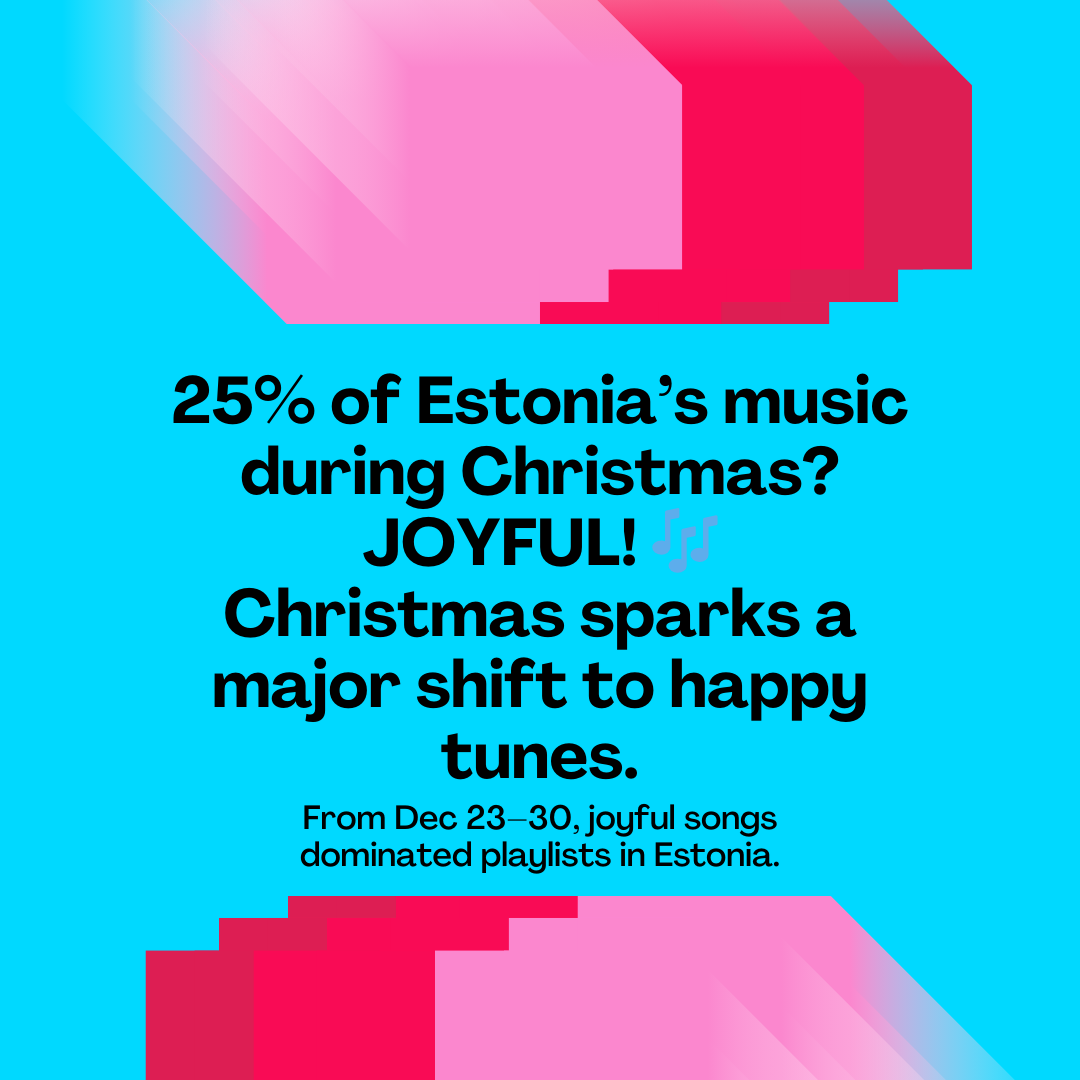 25% of Estonia’s music
during Christmas?
JOYFUL! 🎶
Christmas sparks a
major shift to happy
tunes.
From Dec 23–30, joyful songs
dominated playlists in Estonia.